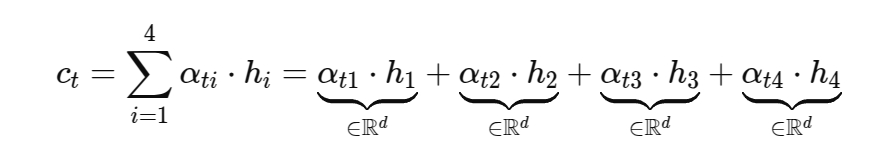 $$c_t = \sum_{i=1}^{4} \alpha_{ti} \cdot h_i = \underbrace{\alpha_{t1} \cdot h_1}_{\in \mathbb{R}^d} + \underbrace{\alpha_{t2} \cdot h_2}_{\in \mathbb{R}^d} + \underbrace{\alpha_{t3} \cdot h_3}_{\in \mathbb{R}^d} + \underbrace{\alpha_{t4} \cdot h_4}_{\in \mathbb{R}^d}$$